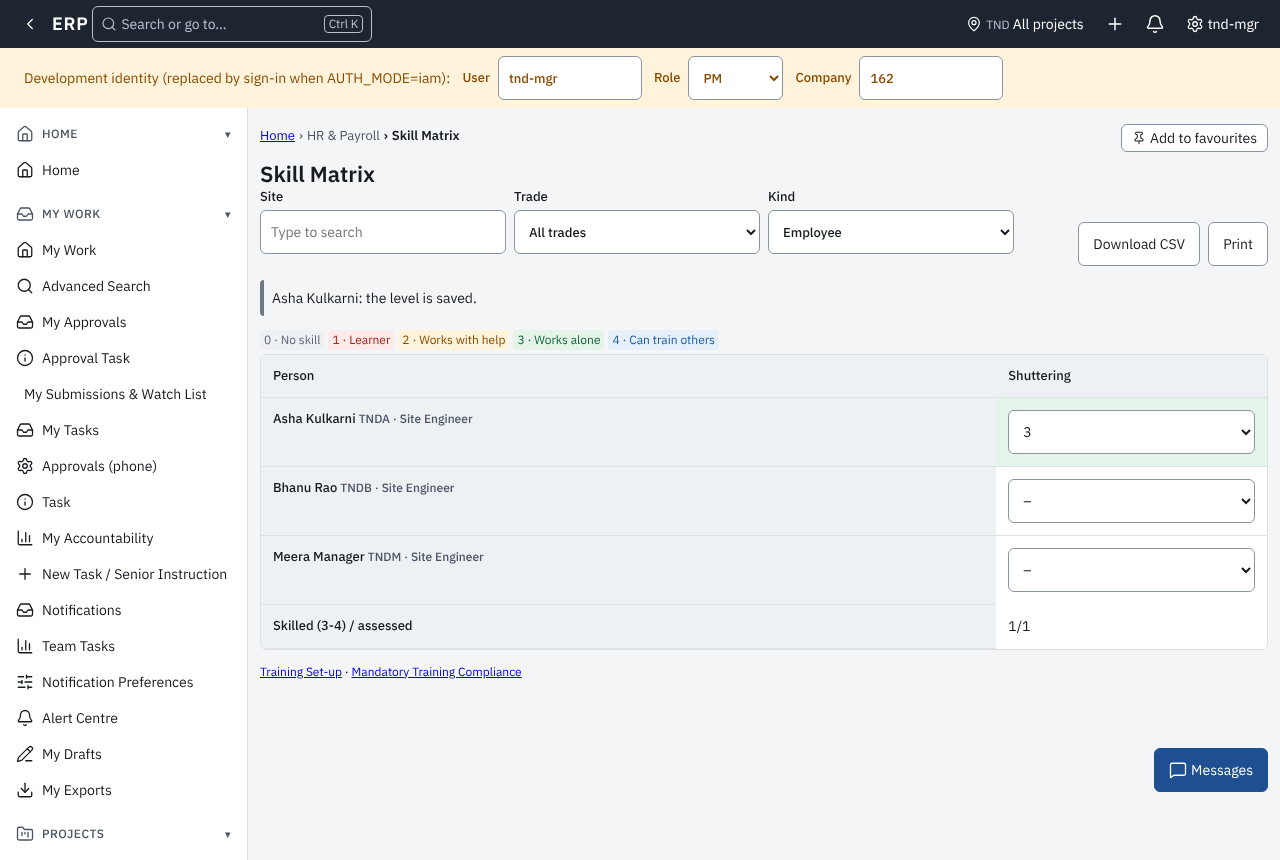 ERP Search or go to... Ctrl K TND All projects tnd-mgr
Development identity (replaced by sign-in when AUTH_MODE=iam): User tnd-mgr Role PM Company 162
HOME
Home
MY WORK
My Work
Advanced Search
My Approvals
Approval Task
My Submissions & Watch List
My Tasks
Approvals (phone)
Task
My Accountability
New Task / Senior Instruction
Notifications
Team Tasks
Notification Preferences
Alert Centre
My Drafts
My Exports
PROJECTS
Home › HR & Payroll › Skill Matrix
Add to favourites
Skill Matrix
Site Trade Kind
Type to search All trades Employee
Download CSV Print
Asha Kulkarni: the level is saved.
0 · No skill 1 · Learner 2 · Works with help 3 · Works alone 4 · Can train others
Person Shuttering
Asha Kulkarni TNDA · Site Engineer 3
Bhanu Rao TNDB · Site Engineer –
Meera Manager TNDM · Site Engineer –
Skilled (3-4) / assessed 1/1
Training Set-up · Mandatory Training Compliance
Messages